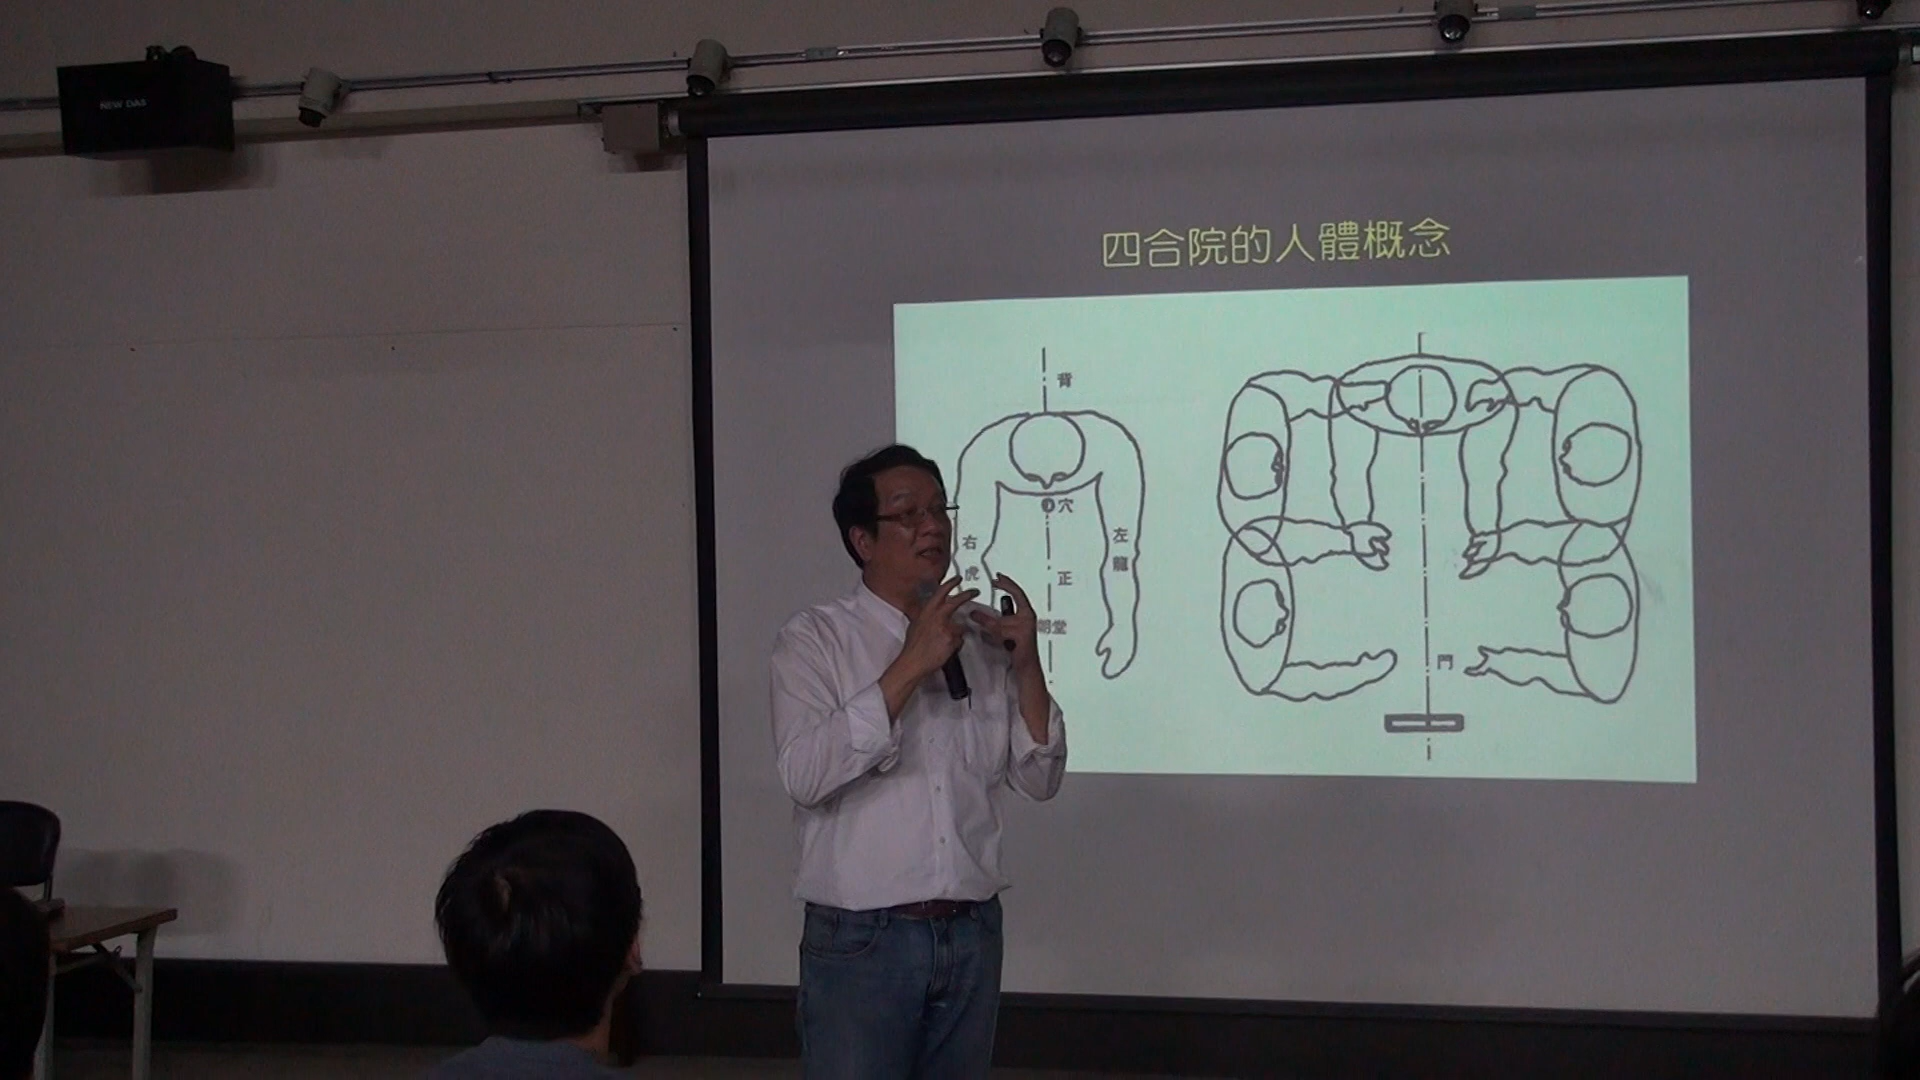 NEW DAS
四合院的人體概念
背
穴
右虎
左龍
正
明堂
門